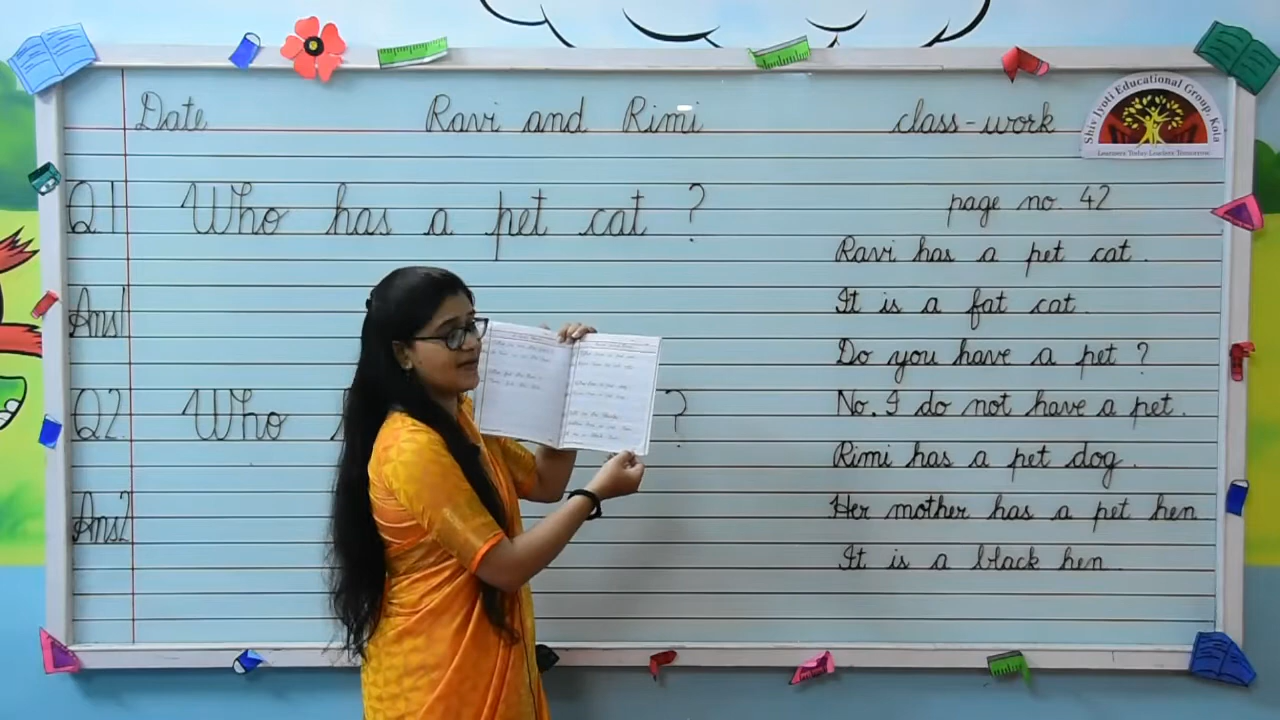 Date Ravi and Rimi class-work
Shiv Jyoti Educational Group, Kota
Learners Today Leaders Tomorrow
Q1 Who has a pet cat ?
Ans1
Q2. Who ?
Ans2
page no. 42
Ravi has a pet cat.
It is a fat cat.
Do you have a pet ?
No. I do not have a pet.
Rimi has a pet dog.
Her mother has a pet hen
It is a black hen.